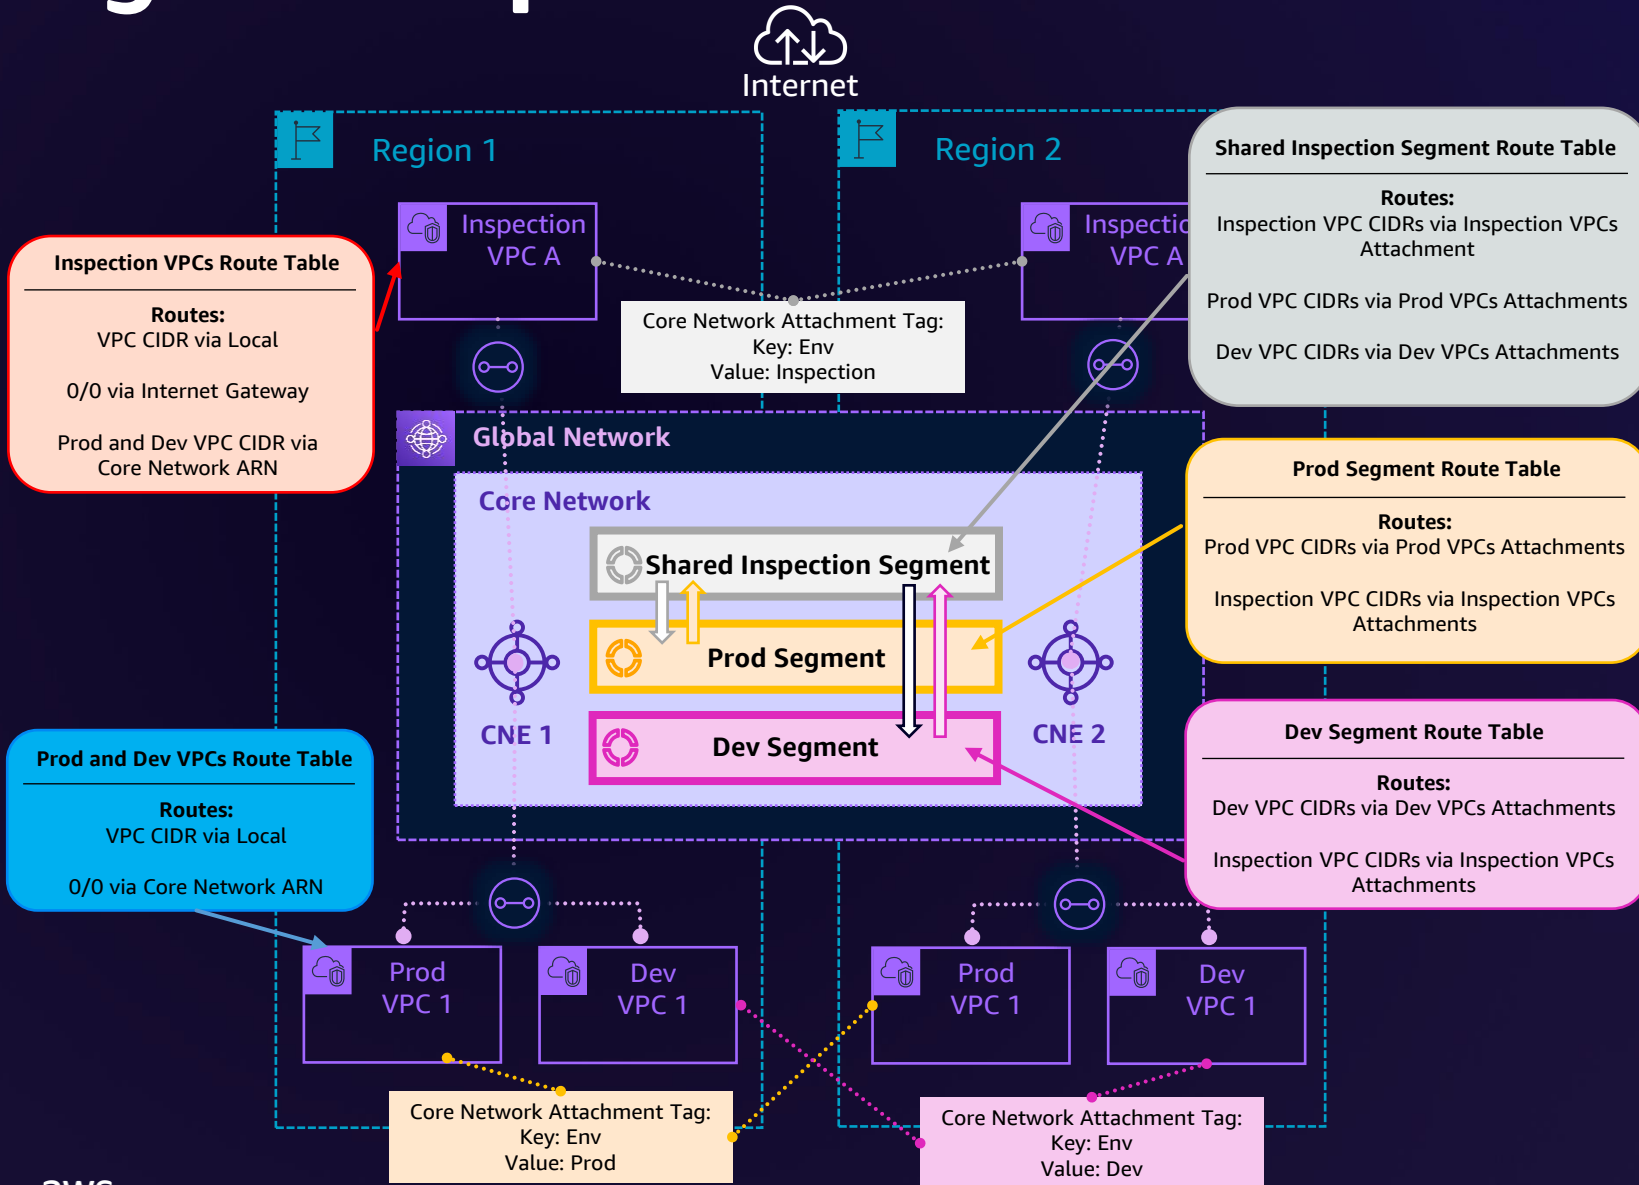 Internet
Region 1
Region 2
Inspection
VPC A
VPC A
Core Network Attachment Tag:
Key: Env
Value: Inspection
Inspection VPCs Route Table
Routes:
VPC CIDR via Local
0/0 via Internet Gateway
Prod and Dev VPC CIDR via
Core Network ARN
Shared Inspection Segment Route Table
Routes:
Inspection VPC CIDRs via Inspection VPCs
Attachment
Prod VPC CIDRs via Prod VPCs Attachments
Dev VPC CIDRs via Dev VPCs Attachments
Global Network
Core Network
Shared Inspection Segment
Prod Segment
Dev Segment
CNE 1
CNE 2
Prod Segment Route Table
Routes:
Prod VPC CIDRs via Prod VPCs Attachments
Inspection VPC CIDRs via Inspection VPCs
Attachments
Prod and Dev VPCs Route Table
Routes:
VPC CIDR via Local
0/0 via Core Network ARN
Dev Segment Route Table
Routes:
Dev VPC CIDRs via Dev VPCs Attachments
Inspection VPC CIDRs via Inspection VPCs
Attachments
Prod
VPC 1
Dev
VPC 1
Prod
VPC 1
Dev
VPC 1
Core Network Attachment Tag:
Key: Env
Value: Prod
Core Network Attachment Tag:
Key: Env
Value: Dev
aws